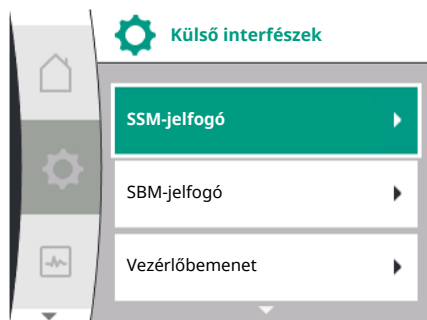 Külső interfészek
SSM-jelfogó
SBM-jelfogó
Vezérlőbemenet